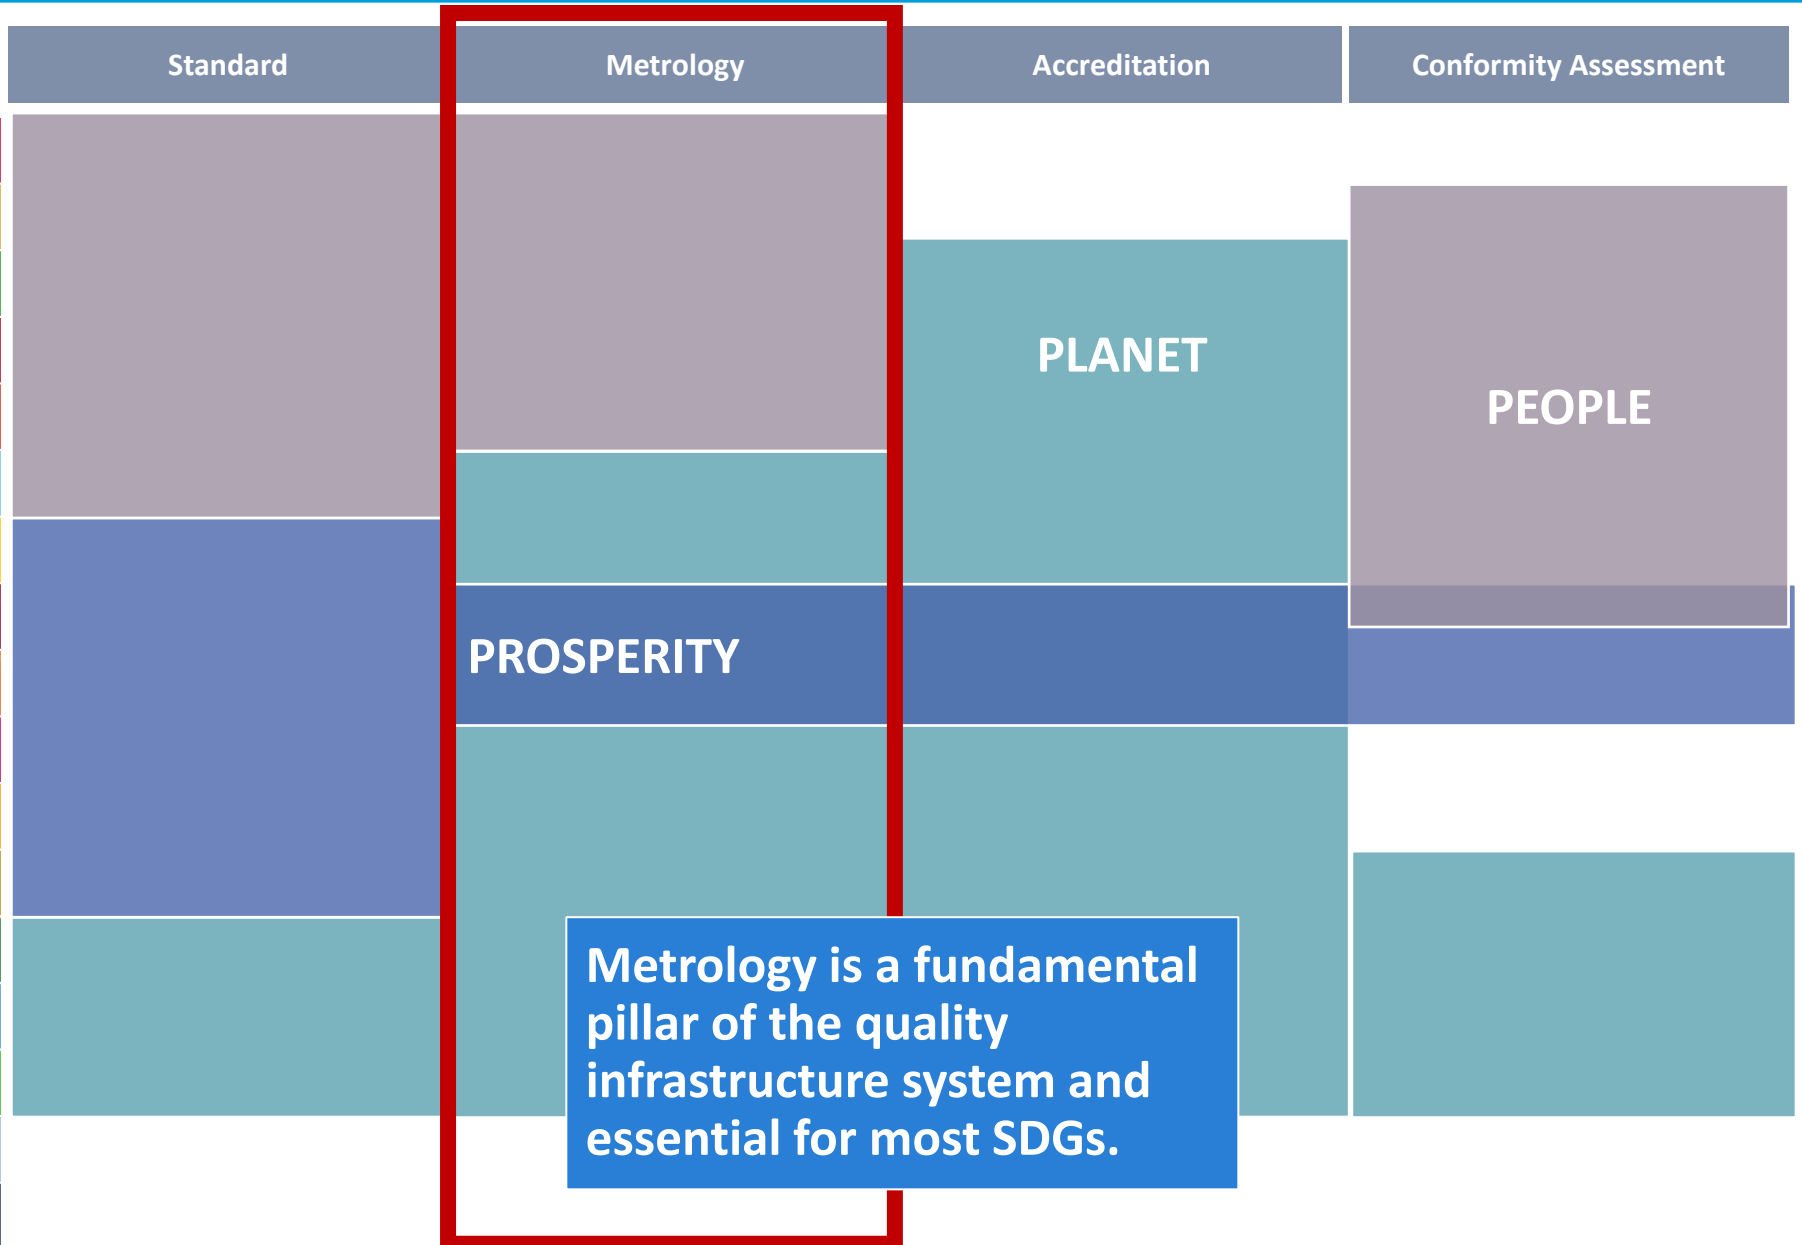 Standard
Metrology
Accreditation
Conformity Assessment
PLANET
PEOPLE
PROSPERITY
Metrology is a fundamental
pillar of the quality
infrastructure system and
essential for most SDGs.